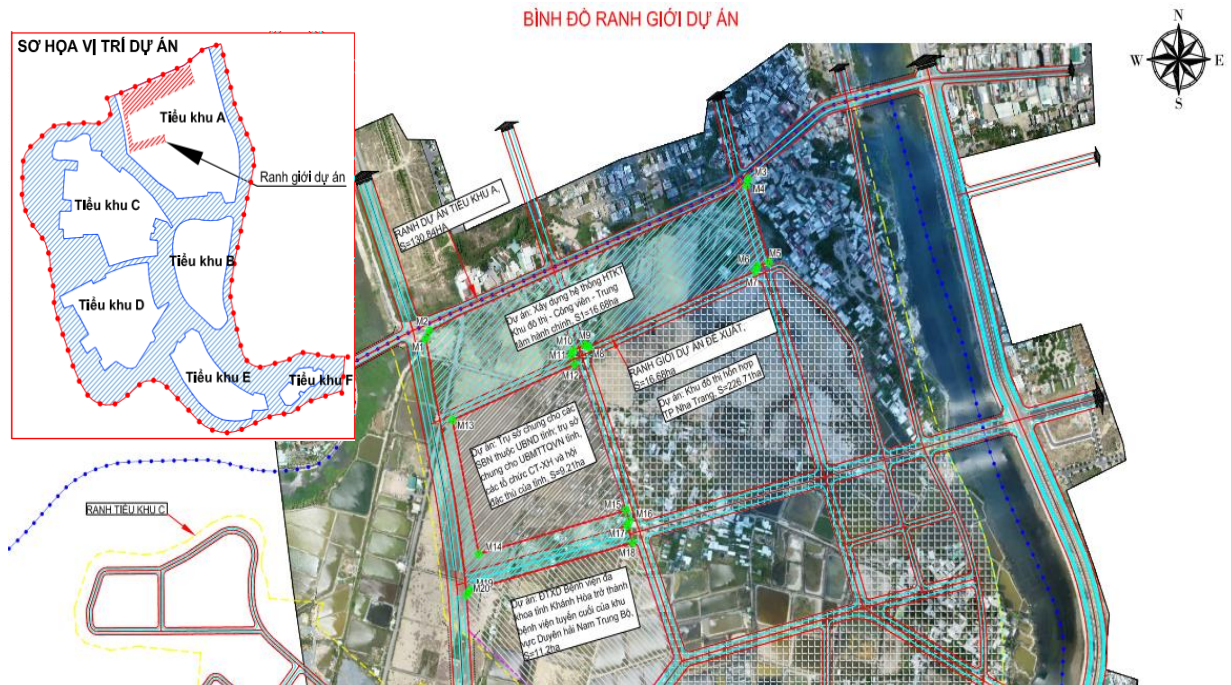 BÌNH ĐỒ RANH GIỚI DỰ ÁN
N
W
E
S
SƠ HỌA VỊ TRÍ DỰ ÁN
Tiểu khu A
Ranh giới dự án
Tiểu khu C
Tiểu khu B
Tiểu khu D
Tiểu khu E
Tiểu khu F
RANH DỰ ÁN TIỂU KHU A,
S=130.84HA
M3
M4
M5
M6
M7
Dự án: Xây dựng hệ thống HTKT
Khu đô thị - Công viên - Trung
tâm hành chính, S1=16.68ha
M2
M1
M9
M10
M11
M8
M12
RANH GIỚI DỰ ÁN ĐỀ XUẤT,
S=16.68ha
Dự án: Khu đô thị hỗn hợp
TP Nha Trang, S=226.71ha
M13
Dự án: Trụ sở chung cho các
SBN thuộc UBND tỉnh; trụ sở
chung cho UBMTTQVN tỉnh,
các tổ chức CT-XH và hội
đặc thù của tỉnh, S=9.21ha
M15
M16
M17
M18
M14
M19
M20
Dự án: ĐTXD Bệnh viện đa
khoa tỉnh Khánh Hòa trở thành
bệnh viện tuyến cuối của khu
vực Duyên hải Nam Trung Bộ,
S=11.2ha
RANH TIỂU KHU C